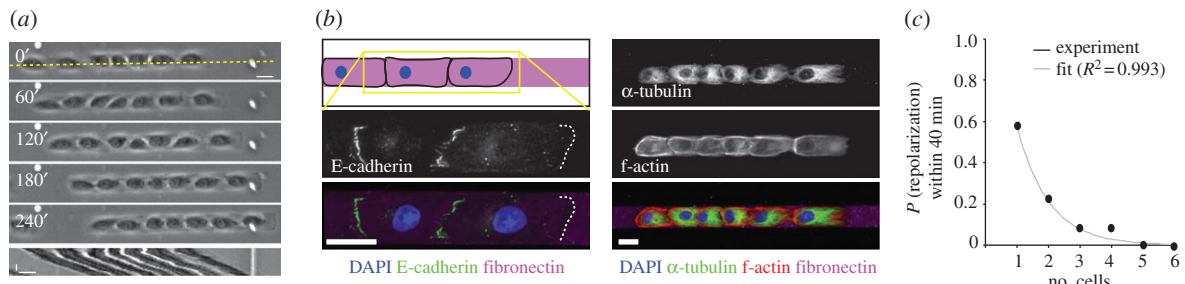 (a)
0′
60′
120′
180′
240′
(b)
E-cadherin
DAPI E-cadherin fibronectin
α-tubulin
f-actin
DAPI α-tubulin f-actin fibronectin
(c)
1.0
0.8
0.6
0.4
0.2
0
P (repolarization)
within 40 min
experiment
fit (R² = 0.993)
1 2 3 4 5 6
no. cells